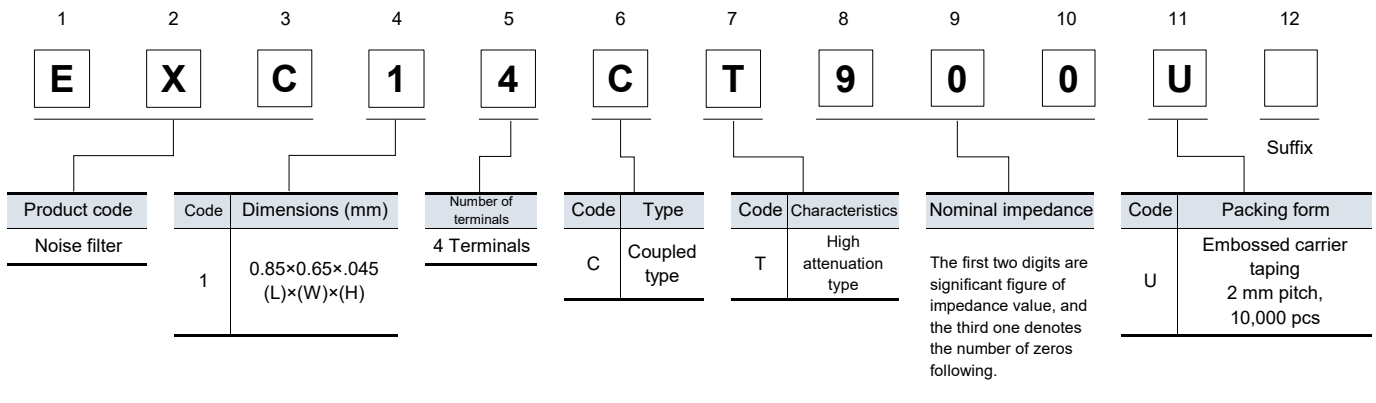 1 2 3 4 5 6 7 8 9 10 11 12
E X C 1 4 C T 9 0 0 U
Suffix
Product code
Noise filter
Code Dimensions (mm)
1 0.85×0.65×.045
(L)×(W)×(H)
Number of
terminals
4 Terminals
Code Type
C Coupled
type
Code Characteristics
T High
attenuation
type
Nominal impedance
The first two digits are
significant figure of
impedance value, and
the third one denotes
the number of zeros
following.
Code Packing form
U Embossed carrier
taping
2 mm pitch,
10,000 pcs